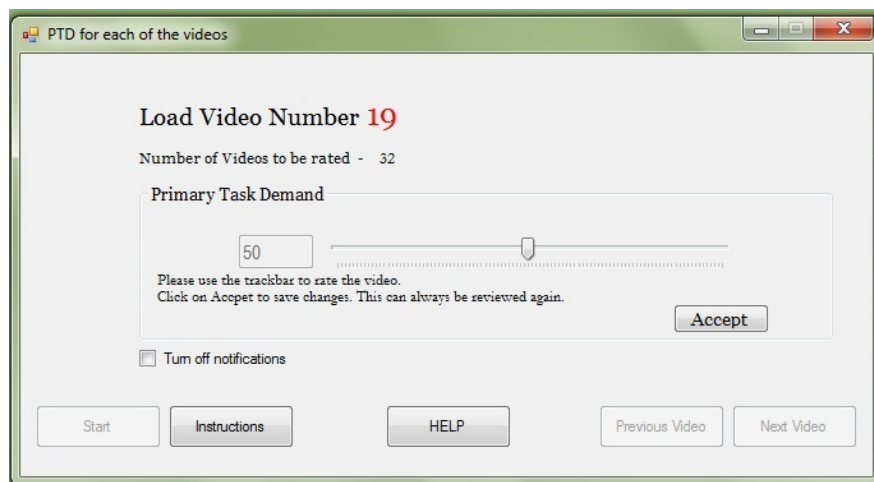 PTD for each of the videos
Load Video Number 19
Number of Videos to be rated - 32
Primary Task Demand
50
Please use the trackbar to rate the video.
Click on Accpet to save changes. This can always be reviewed again.
Accept
Turn off notifications
Start Instructions HELP Previous Video Next Video